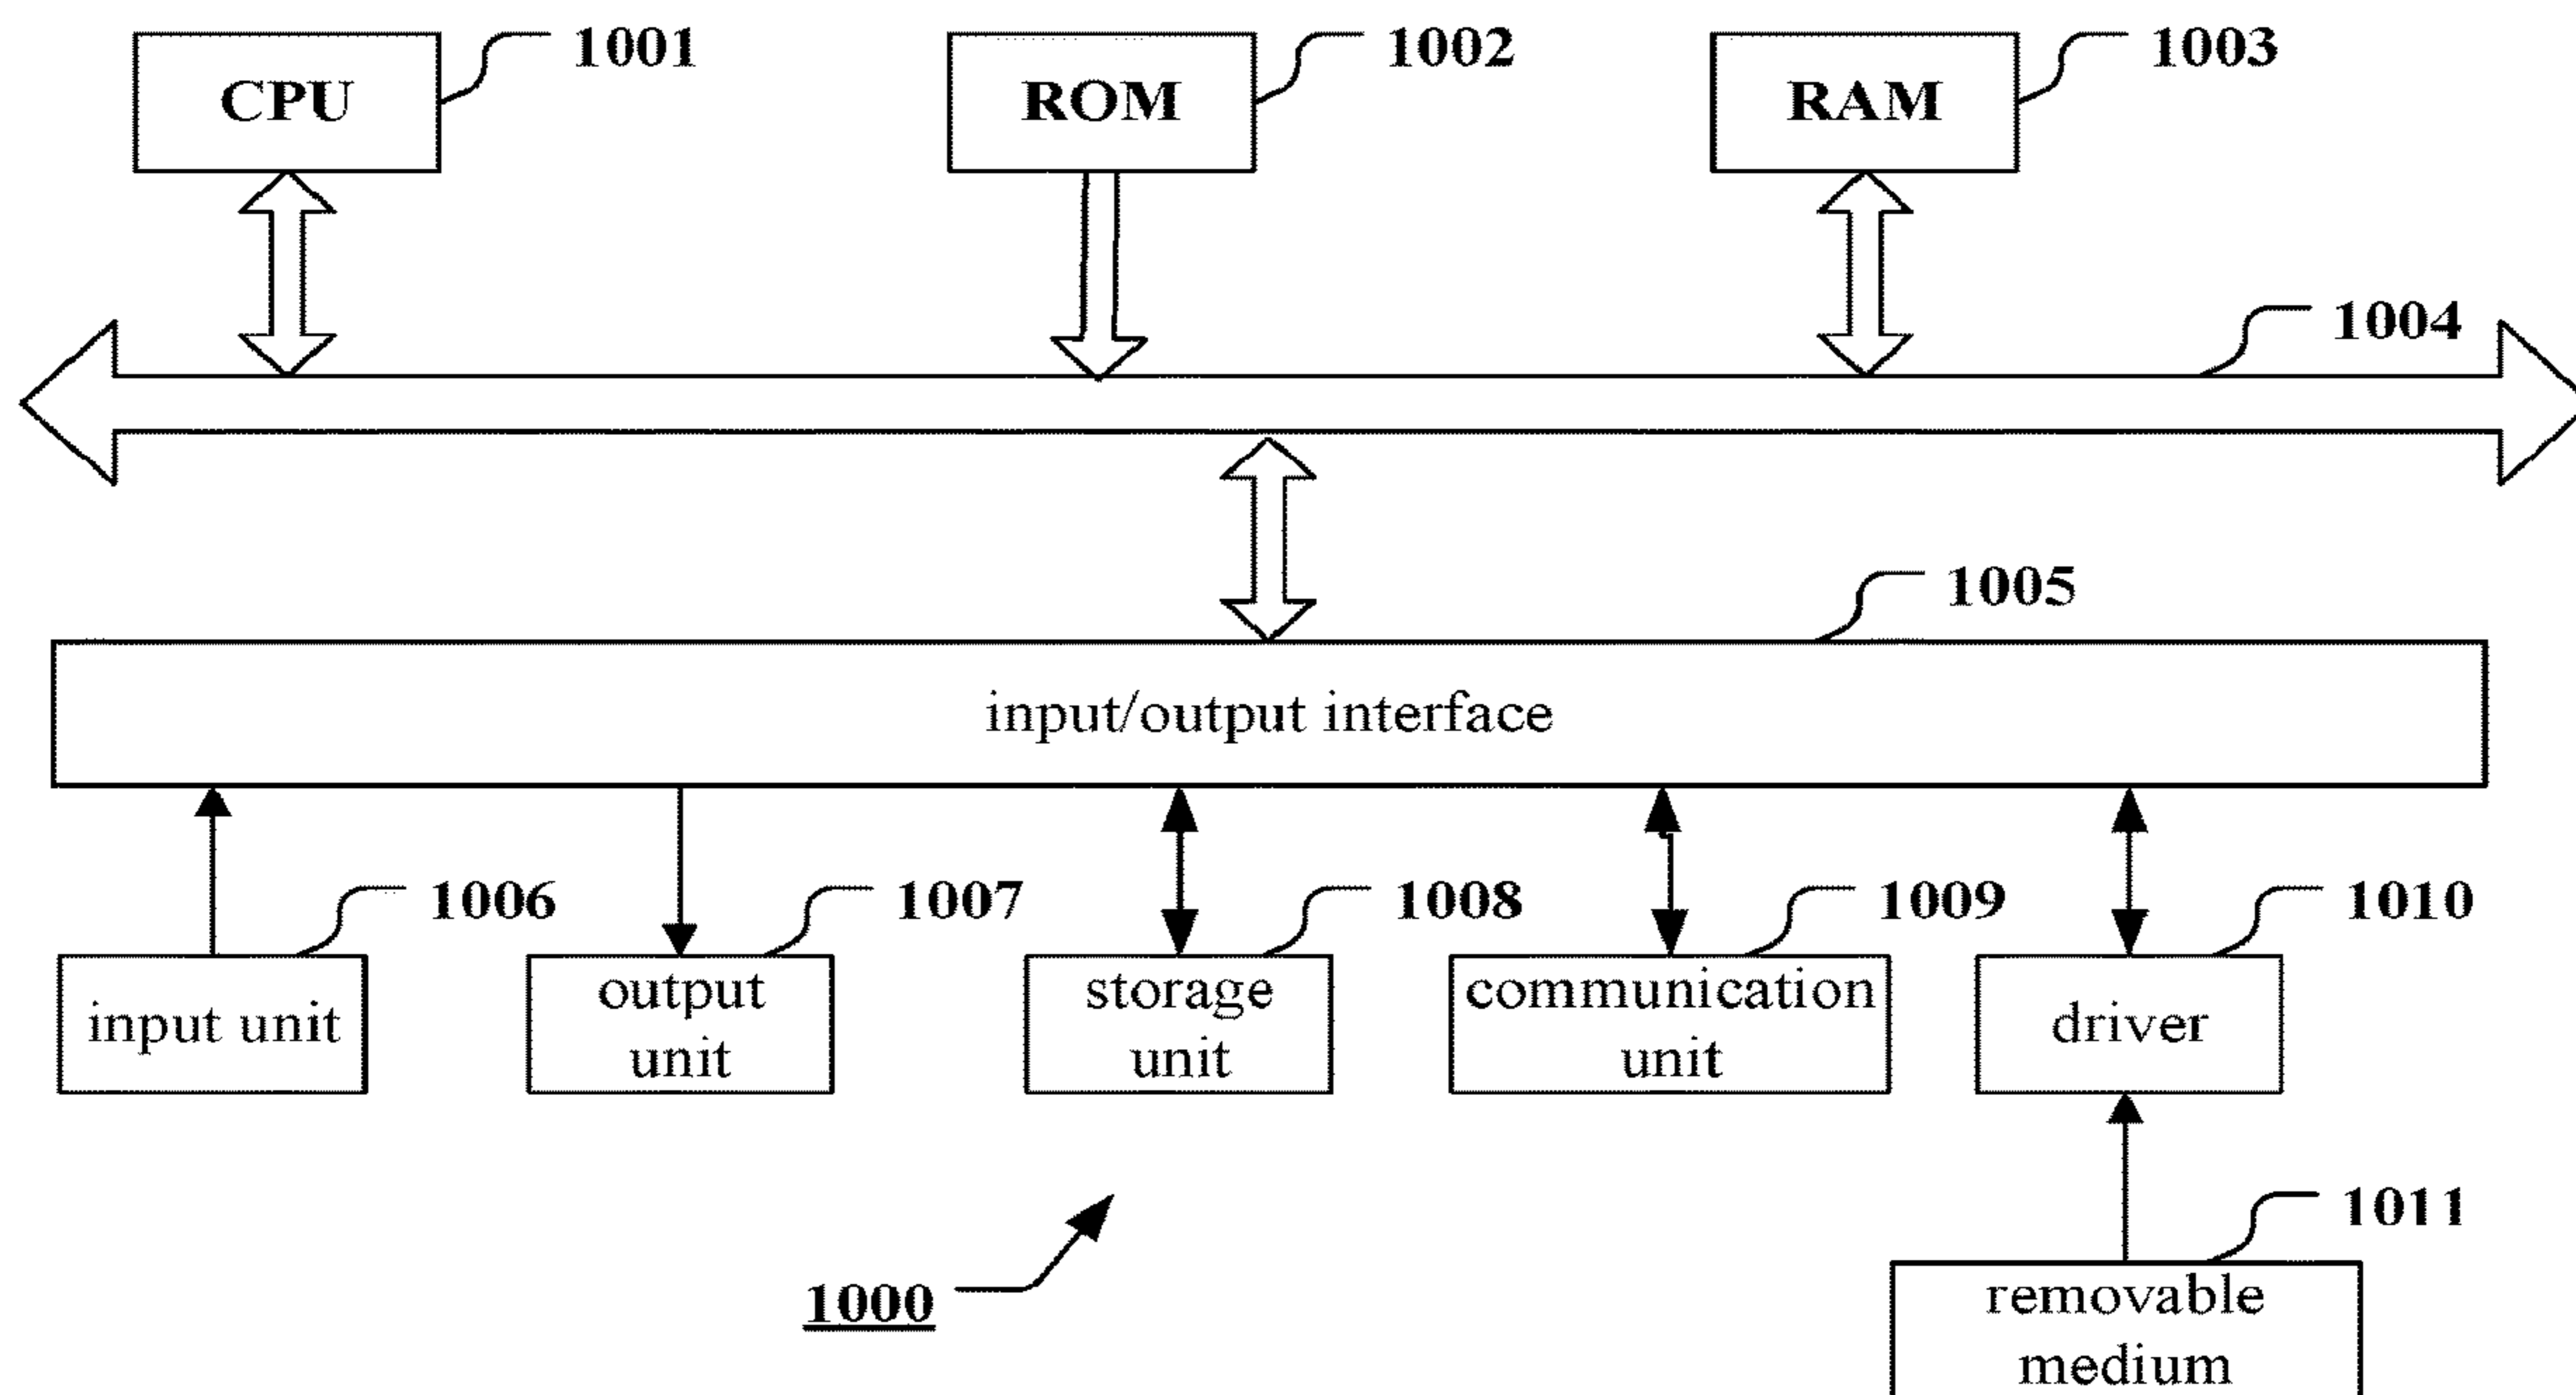 CPU
1001
ROM
1002
RAM
1003
1004
1005
input/output interface
1006
1007
1008
1009
1010
input unit
output
unit
storage
unit
communication
unit
driver
1011
1000
removable
medium